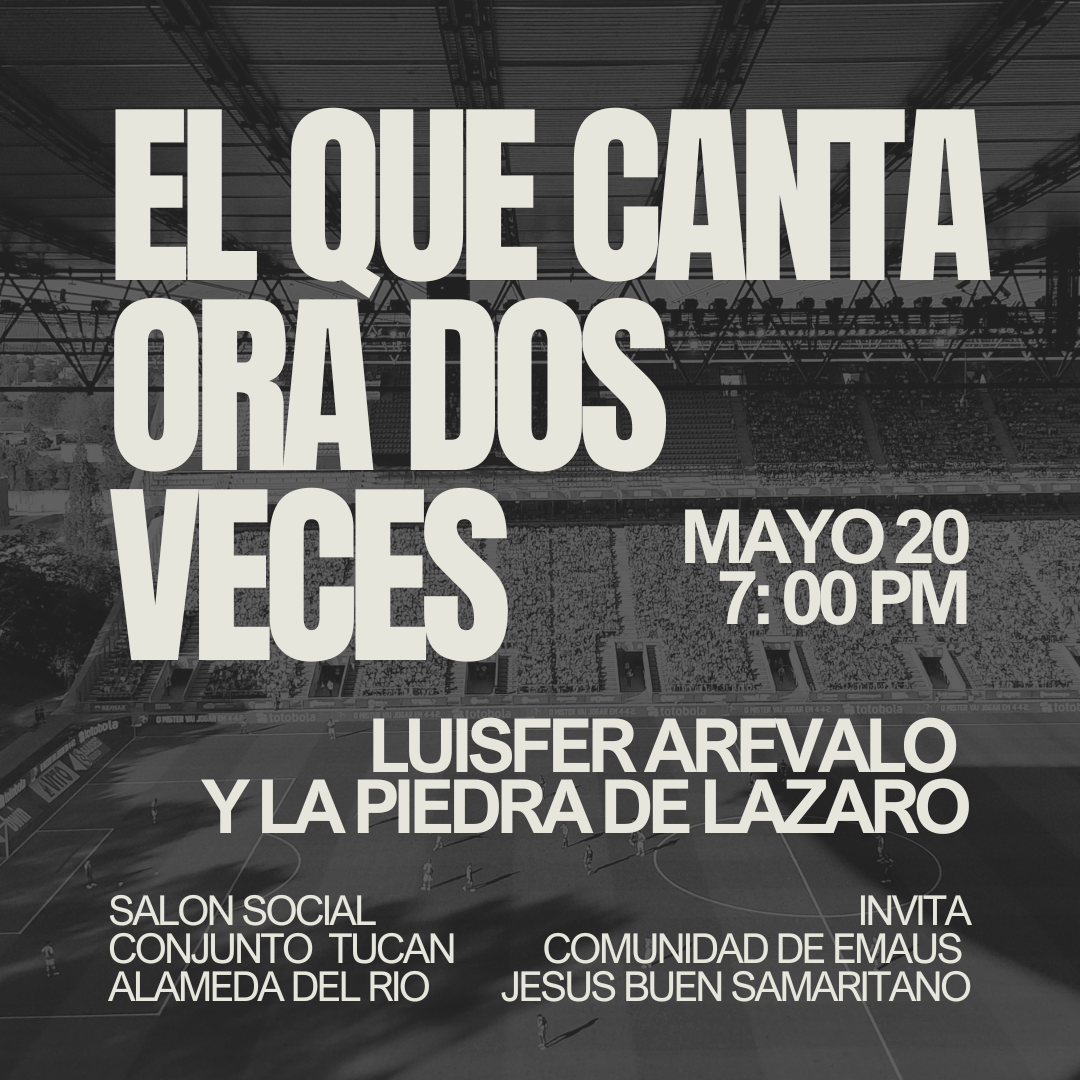 EL QUE CANTA
ORA DOS
VECES
MAYO 20
7: 00 PM
LUISFER AREVALO
Y LA PIEDRA DE LAZARO
SALON SOCIAL
CONJUNTO TUCAN
ALAMEDA DEL RIO
INVITA
COMUNIDAD DE EMAUS
JESUS BUEN SAMARITANO